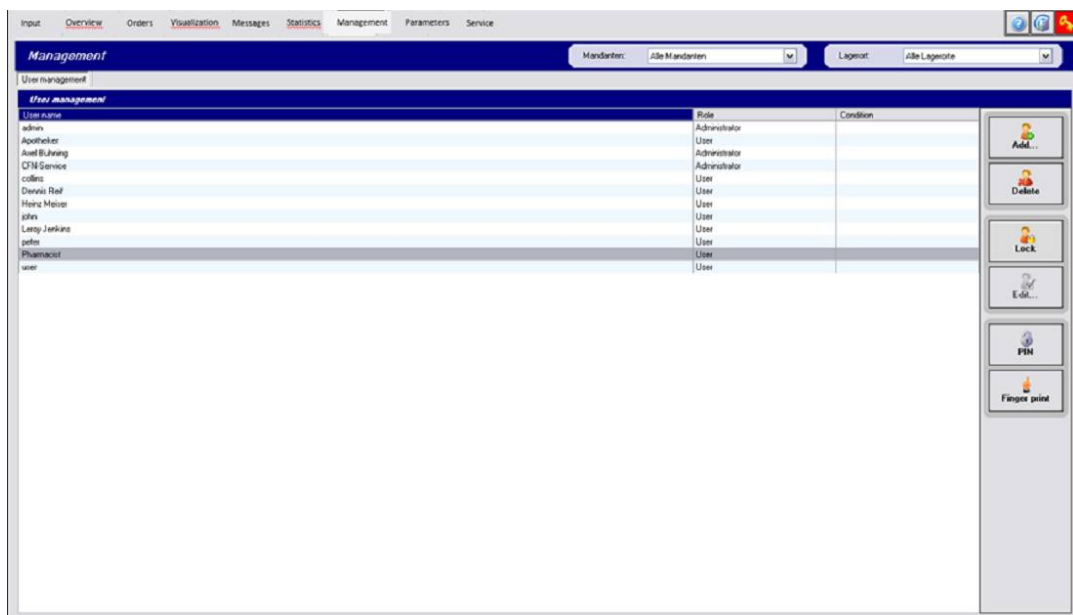 Input Overview Orders Visualization Messages Statistics Management Parameters Service
Management Mandanten: Alle Mandanten Lagerort: Alle Lagerorte
User management
User management
User name Role Condition
admin Administrator
Apotheker User
Axel Bühning Administrator
CFN-Service Administrator
collins User
Dennis Reif User
Heinz Meiser User
john User
Leroy Jenkins User
peter User
Pharmacist User
user User
Add...
Delete
Lock
Edit...
PIN
Finger print